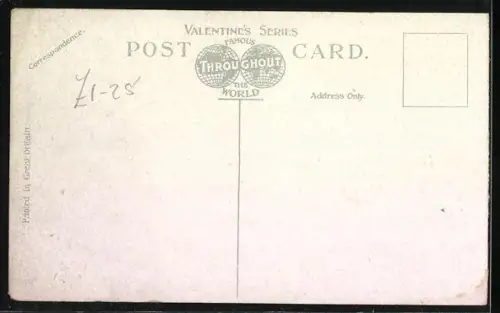 VALENTINE'S SERIES
FAMOUS
POST CARD.
THROUGHOUT
THE
WORLD
Correspondence.
Address Only.
£1-25
Printed in Great Britain